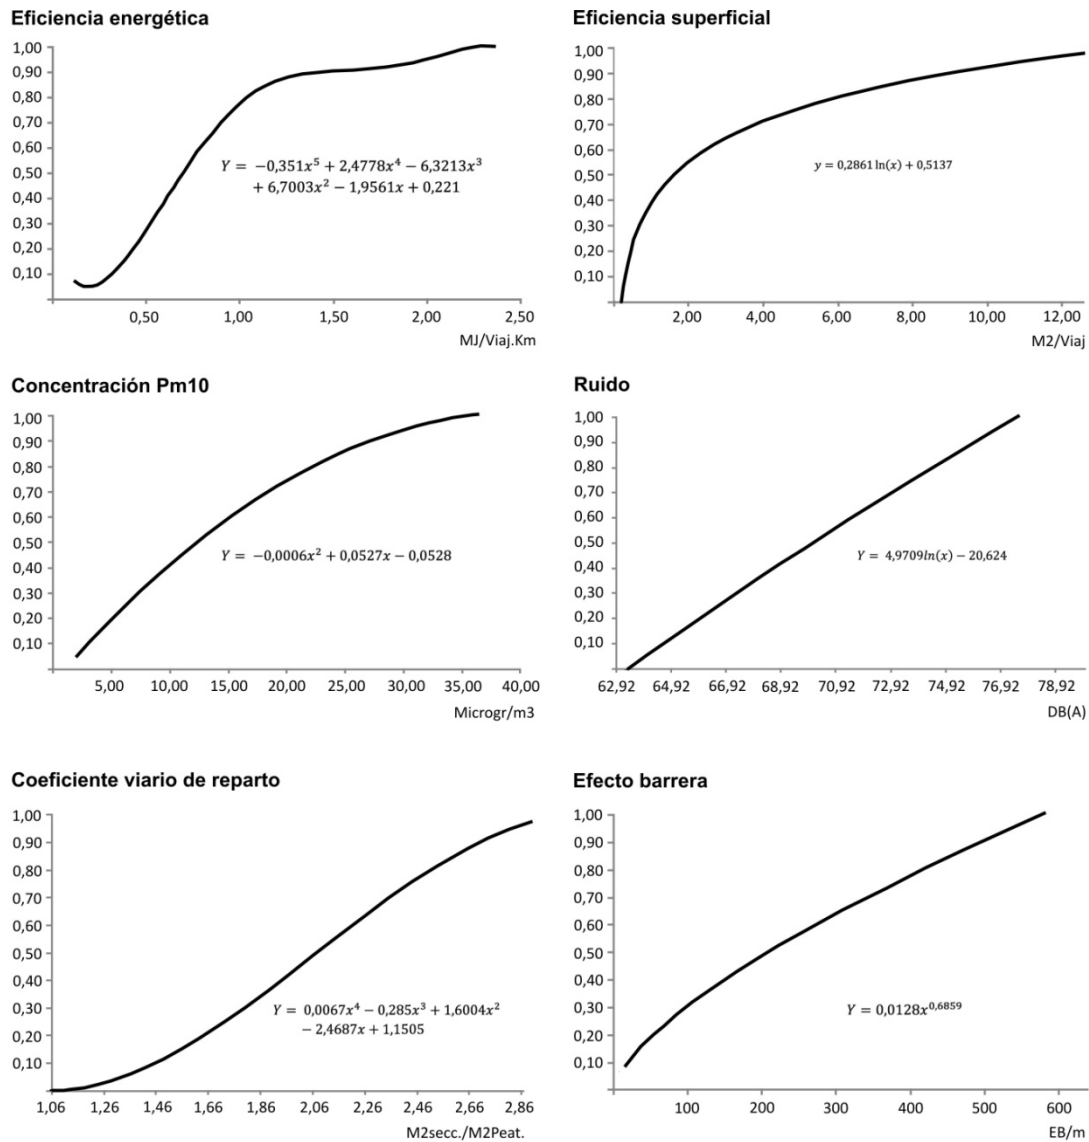 Eficiencia energética
1,00
0,90
0,80
0,70
0,60
0,50
0,40
0,30
0,20
0,10
Y = −0,351x⁵ + 2,4778x⁴ − 6,3213x³
+ 6,7003x² − 1,9561x + 0,221
0,50 1,00 1,50 2,00 2,50
MJ/Viaj.Km
Eficiencia superficial
1,00
0,90
0,80
0,70
0,60
0,50
0,40
0,30
0,20
0,10
y = 0,2861 ln(x) + 0,5137
2,00 4,00 6,00 8,00 10,00 12,00
M2/Viaj
Concentración Pm10
1,00
0,90
0,80
0,70
0,60
0,50
0,40
0,30
0,20
0,10
Y = −0,0006x² + 0,0527x − 0,0528
5,00 10,00 15,00 20,00 25,00 30,00 35,00 40,00
Microgr/m3
Ruido
1,00
0,90
0,80
0,70
0,60
0,50
0,40
0,30
0,20
0,10
Y = 4,9709ln(x) − 20,624
62,92 64,92 66,92 68,92 70,92 72,92 74,92 76,92 78,92
DB(A)
Coeficiente viario de reparto
1,00
0,90
0,80
0,70
0,60
0,50
0,40
0,30
0,20
0,10
Y = 0,0067x⁴ − 0,285x³ + 1,6004x²
− 2,4687x + 1,1505
1,06 1,26 1,46 1,66 1,86 2,06 2,26 2,46 2,66 2,86
M2secc./M2Peat.
Efecto barrera
1,00
0,90
0,80
0,70
0,60
0,50
0,40
0,30
0,20
0,10
Y = 0,0128x⁰·⁶⁸⁵⁹
100 200 300 400 500 600
EB/m